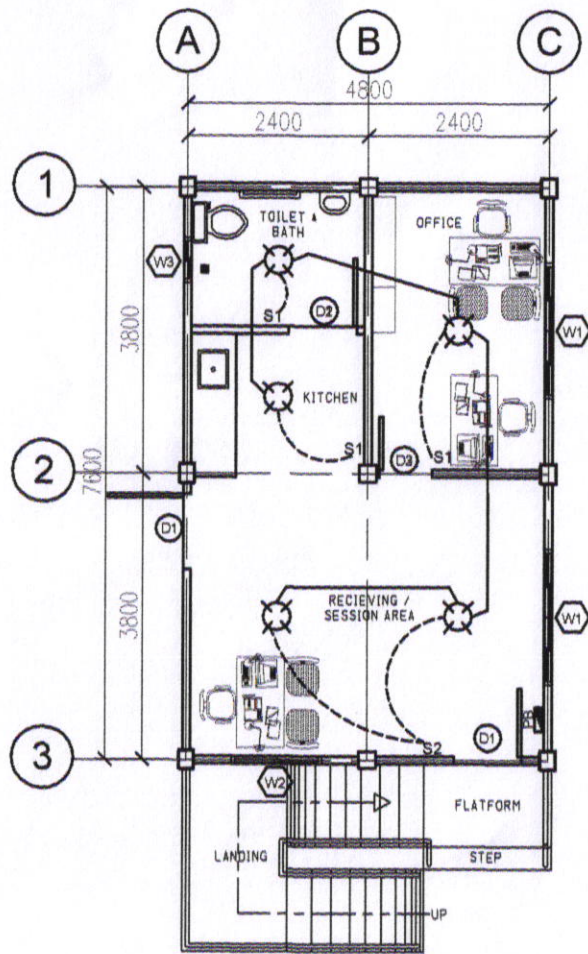 A
B
C
4800
2400
2400
1
TOILET &
BATH
OFFICE
W3
S1
D2
W1
3800
KITCHEN
S1
S1
2
D3
7600
D1
RECIEVING /
SESSION AREA
W1
3800
S2
D1
3
W2
FLATFORM
LANDING
STEP
UP